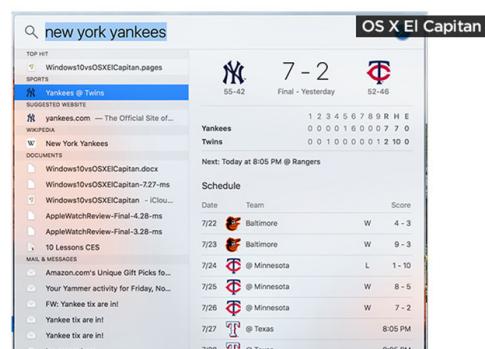 OS X El Capitan
new york yankees
TOP HIT
Windows10vsOSXElCapitan.pages
SPORTS
Yankees @ Twins
SUGGESTED WEBSITE
yankees.com — The Official Site of...
WIKIPEDIA
W New York Yankees
DOCUMENTS
Windows10vsOSXElCapitan.docx
Windows10vsOSXElCapitan-7.27-ms
Windows10vsOSXElCapitan - iClou...
AppleWatchReview-Final-4.28-ms
AppleWatchReview-Final-3.28-ms
10 Lessons CES
MAIL & MESSAGES
Amazon.com's Unique Gift Picks fo...
Your Yammer activity for Friday, No...
FW: Yankee tix are in!
Yankee tix are in!
Yankee tix are in!
7 - 2
55-42 Final - Yesterday 52-46
1 2 3 4 5 6 7 8 9 R H E
Yankees 0 0 0 0 1 6 0 0 0 7 7 0
Twins 0 0 1 0 0 0 0 0 1 2 10 0
Next: Today at 8:05 PM @ Rangers
Schedule
Date Team Score
7/22 Baltimore W 4 - 3
7/23 Baltimore W 9 - 3
7/24 @ Minnesota L 1 - 10
7/25 @ Minnesota W 8 - 5
7/26 @ Minnesota W 7 - 2
7/27 @ Texas 8:05 PM